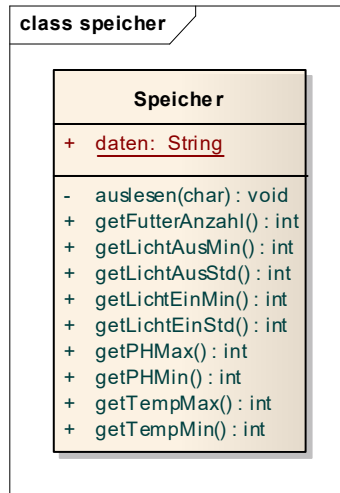 class speicher
Speicher
+ daten: String
- auslesen(char) : void
+ getFutterAnzahl() : int
+ getLichtAusMin() : int
+ getLichtAusStd() : int
+ getLichtEinMin() : int
+ getLichtEinStd() : int
+ getPHMax() : int
+ getPHMin() : int
+ getTempMax() : int
+ getTempMin() : int